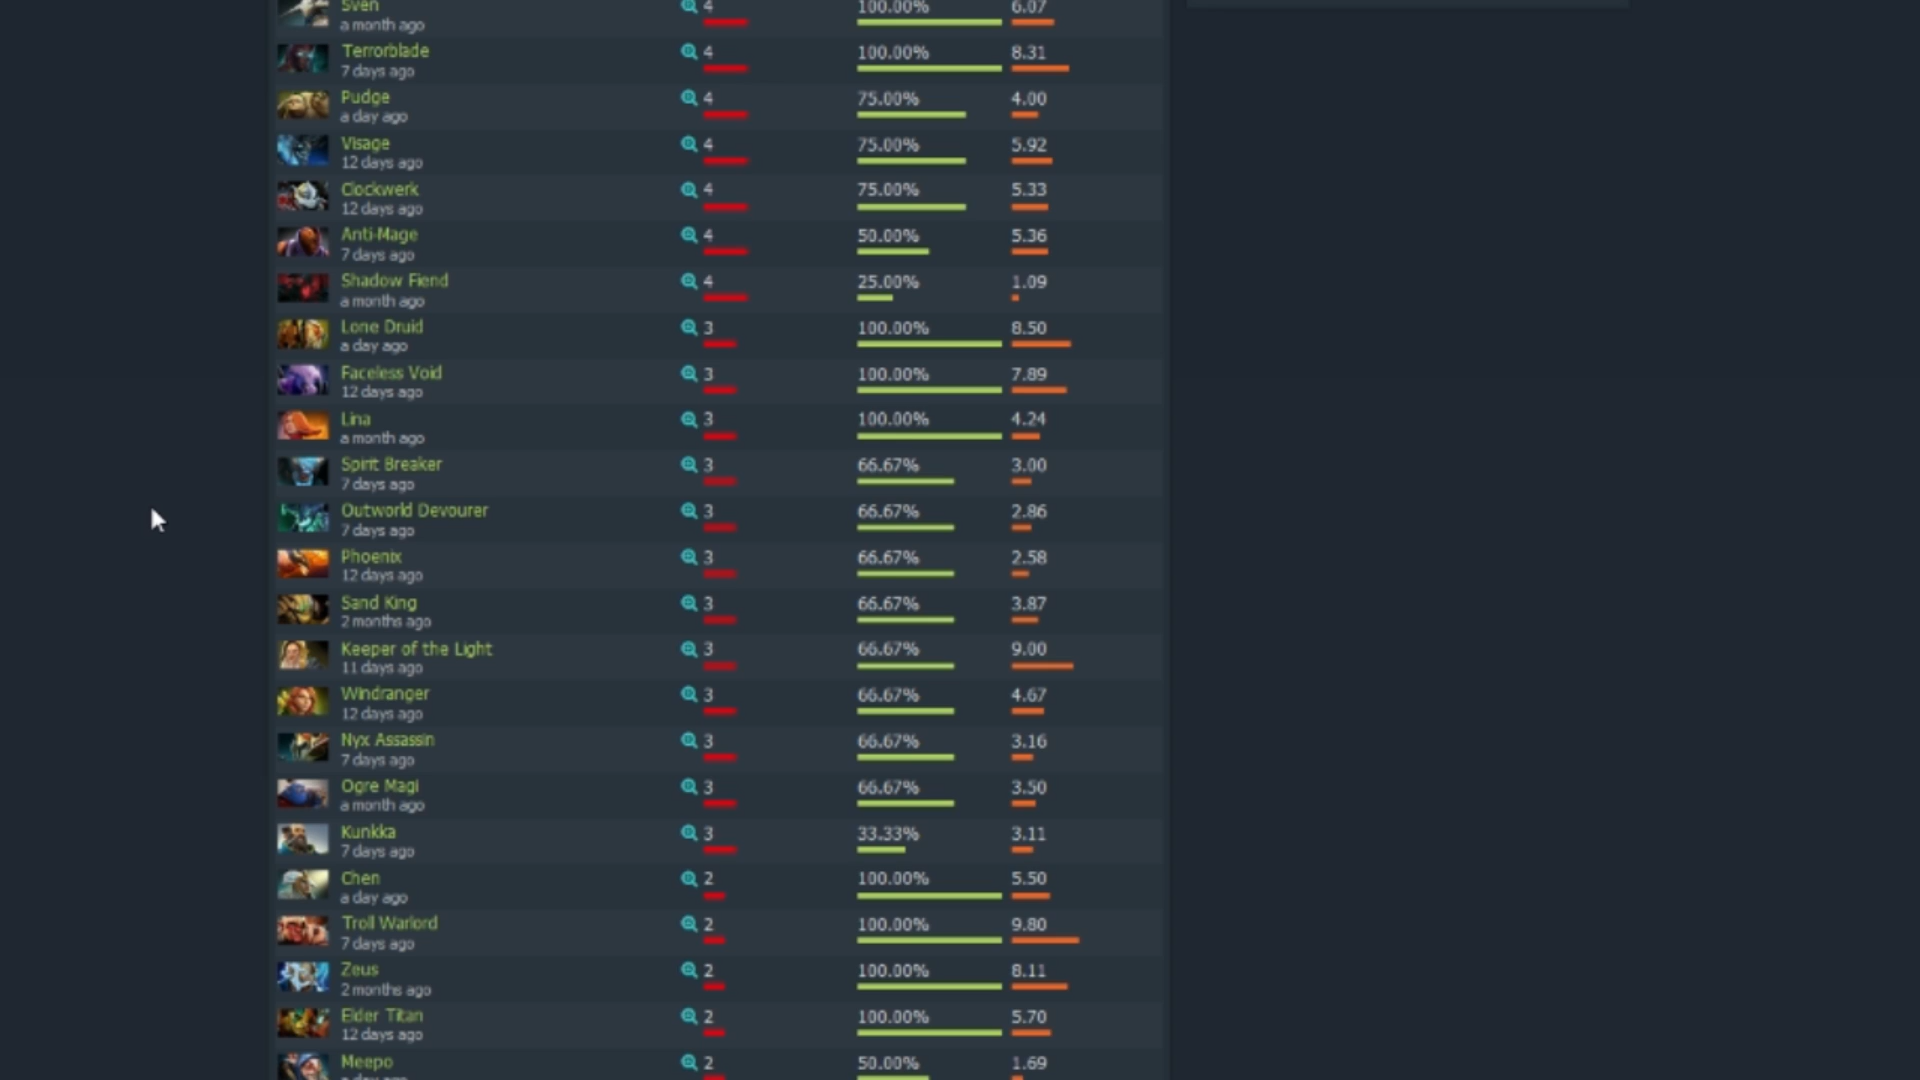 Sven 4 100.00% 6.07
a month ago
Terrorblade 4 100.00% 8.31
7 days ago
Pudge 4 75.00% 4.00
a day ago
Visage 4 75.00% 5.92
12 days ago
Clockwerk 4 75.00% 5.33
12 days ago
Anti-Mage 4 50.00% 5.36
7 days ago
Shadow Fiend 4 25.00% 1.09
a month ago
Lone Druid 3 100.00% 8.50
a day ago
Faceless Void 3 100.00% 7.89
12 days ago
Lina 3 100.00% 4.24
a month ago
Spirit Breaker 3 66.67% 3.00
7 days ago
Outworld Devourer 3 66.67% 2.86
7 days ago
Phoenix 3 66.67% 2.58
12 days ago
Sand King 3 66.67% 3.87
2 months ago
Keeper of the Light 3 66.67% 9.00
11 days ago
Windranger 3 66.67% 4.67
12 days ago
Nyx Assassin 3 66.67% 3.16
7 days ago
Ogre Magi 3 66.67% 3.50
a month ago
Kunkka 3 33.33% 3.11
7 days ago
Chen 2 100.00% 5.50
a day ago
Troll Warlord 2 100.00% 9.80
7 days ago
Zeus 2 100.00% 8.11
2 months ago
Elder Titan 2 100.00% 5.70
12 days ago
Meepo 2 50.00% 1.69